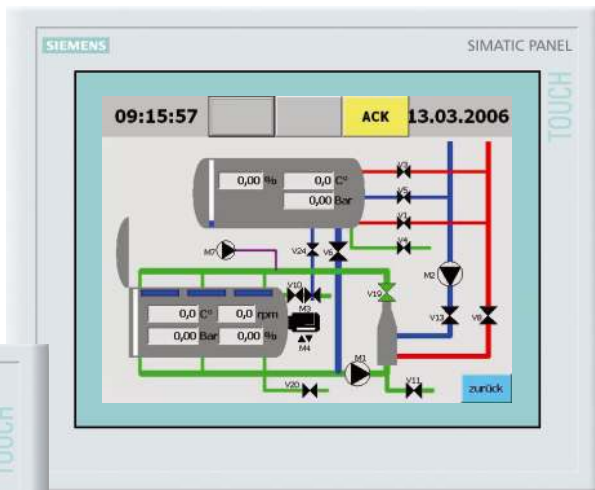 SIEMENS
SIMATIC PANEL
TOUCH
09:15:57 ACK 13.03.2006
V3
0,00 % 0,0 C°
V5
0,00 Bar
V1
V4
M7
V24 V6
M2
V10
V19
M3
0,0 C° 0,0 rpm
V13 V8
0,00 Bar 0,00 %
M4
M1
V20
V11
zurück
TOUCH